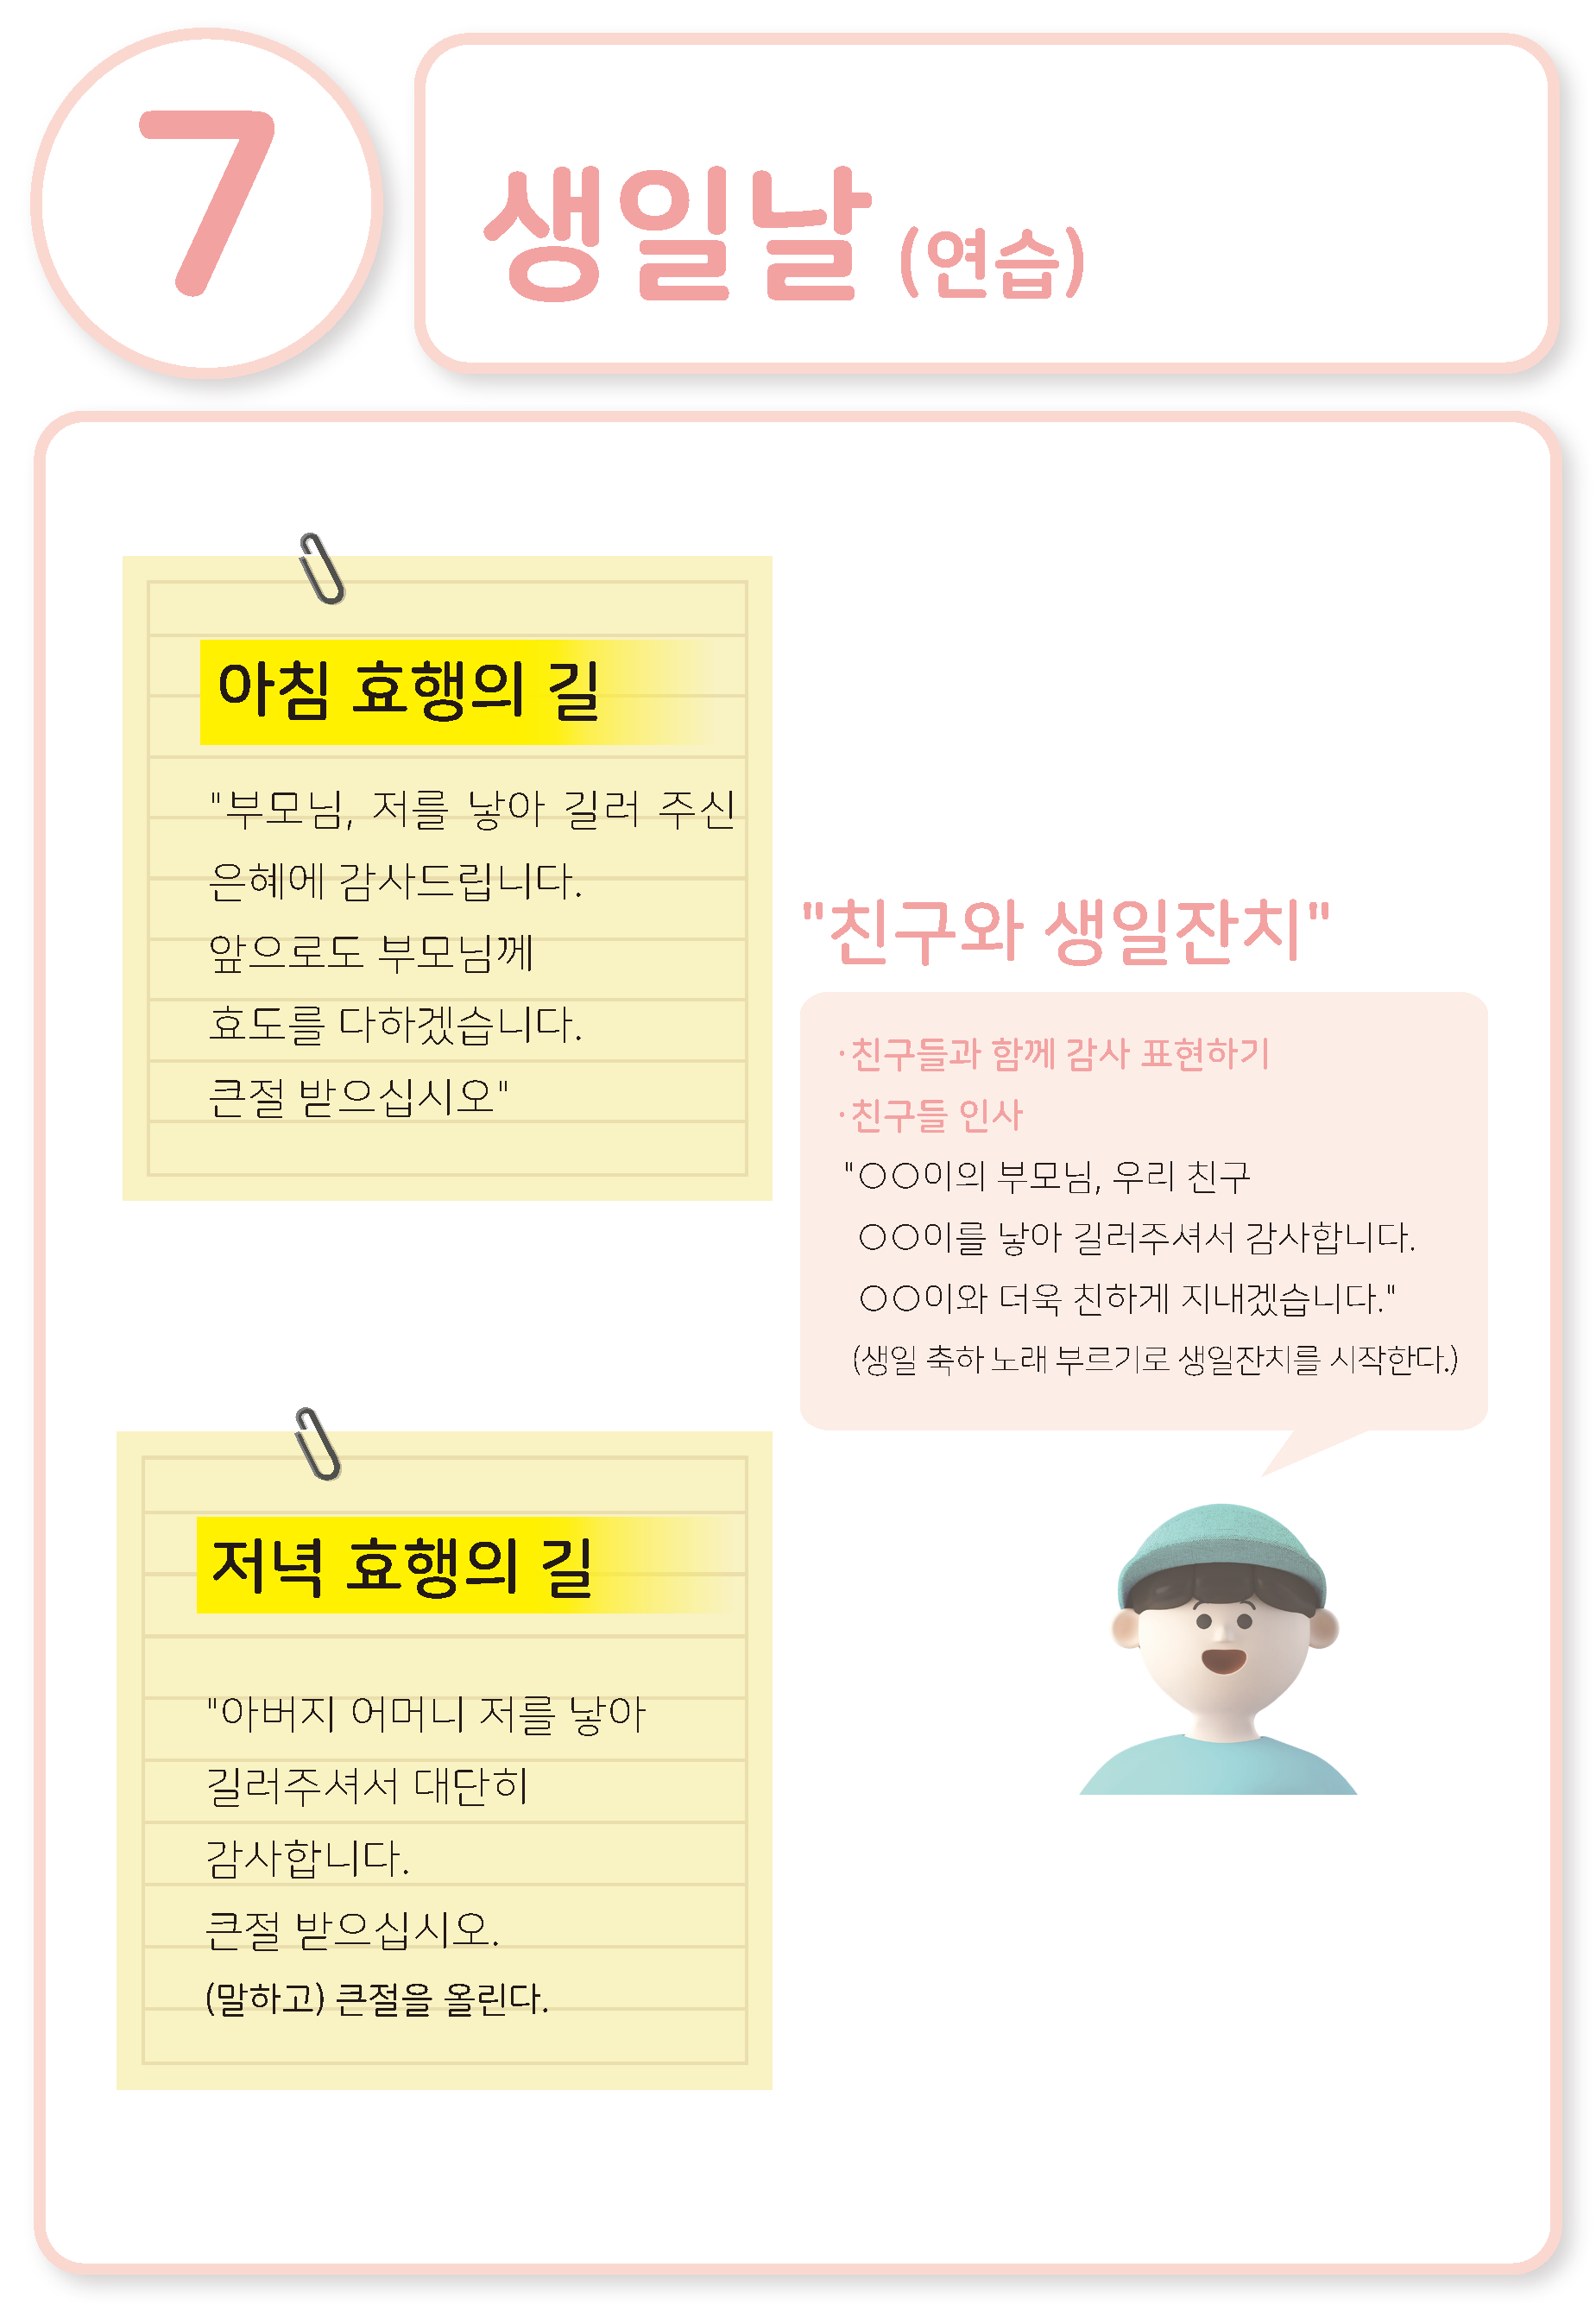 7
생일날 (연습)
아침 효행의 길
"부모님, 저를 낳아 길러 주신
은혜에 감사드립니다.
앞으로도 부모님께
효도를 다하겠습니다.
큰절 받으십시오"
"친구와 생일잔치"
·친구들과 함께 감사 표현하기
·친구들 인사
"○○이의 부모님, 우리 친구
○○이를 낳아 길러주셔서 감사합니다.
○○이와 더욱 친하게 지내겠습니다."
(생일 축하 노래 부르기로 생일잔치를 시작한다.)
저녁 효행의 길
"아버지 어머니 저를 낳아
길러주셔서 대단히
감사합니다.
큰절 받으십시오.
(말하고) 큰절을 올린다.